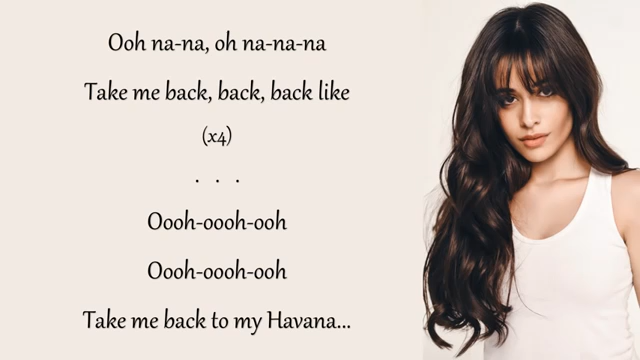 Ooh na-na, oh na-na-na
Take me back, back, back like
(x4)
. . .
Oooh-oooh-ooh
Oooh-oooh-ooh
Take me back to my Havana...